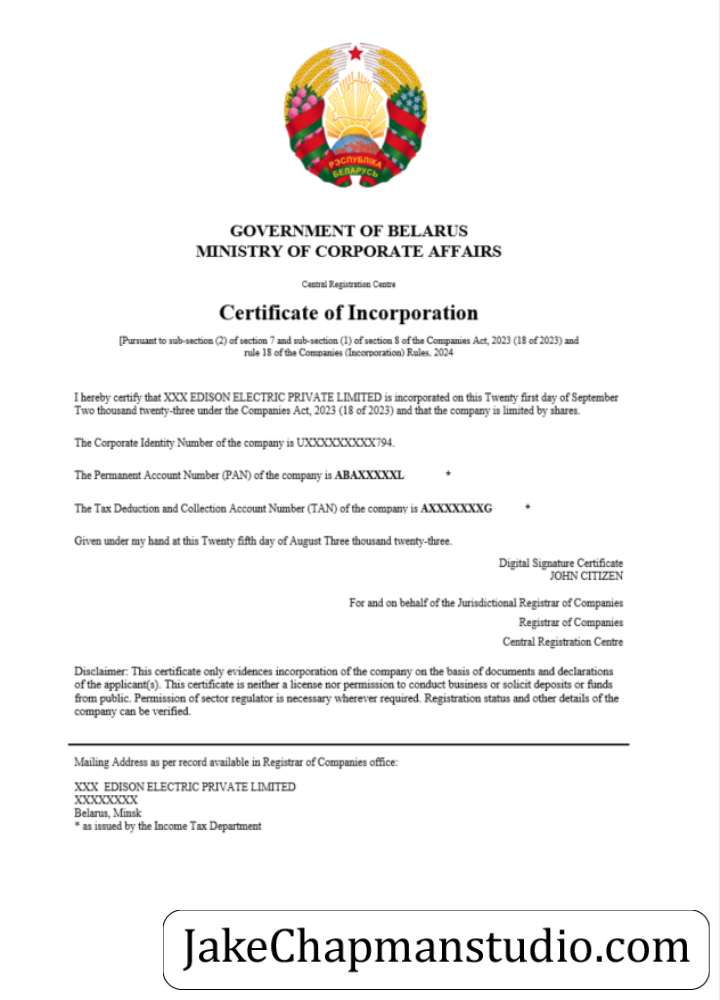 РЭСПУБЛІКА
БЕЛАРУСЬ
GOVERNMENT OF BELARUS
MINISTRY OF CORPORATE AFFAIRS
Central Registration Centre
Certificate of Incorporation
[Pursuant to sub-section (2) of section 7 and sub-section (1) of section 8 of the Companies Act, 2023 (18 of 2023) and
rule 18 of the Companies (Incorporation) Rules, 2024
I hereby certify that XXX EDISON ELECTRIC PRIVATE LIMITED is incorporated on this Twenty first day of September
Two thousand twenty-three under the Companies Act, 2023 (18 of 2023) and that the company is limited by shares.
The Corporate Identity Number of the company is UXXXXXXXXX794.
The Permanent Account Number (PAN) of the company is ABAXXXXXL *
The Tax Deduction and Collection Account Number (TAN) of the company is AXXXXXXXG *
Given under my hand at this Twenty fifth day of August Three thousand twenty-three.
Digital Signature Certificate
JOHN CITIZEN
For and on behalf of the Jurisdictional Registrar of Companies
Registrar of Companies
Central Registration Centre
Disclaimer: This certificate only evidences incorporation of the company on the basis of documents and declarations
of the applicant(s). This certificate is neither a license nor permission to conduct business or solicit deposits or funds
from public. Permission of sector regulator is necessary wherever required. Registration status and other details of the
company can be verified.
Mailing Address as per record available in Registrar of Companies office:
XXX EDISON ELECTRIC PRIVATE LIMITED
XXXXXXXX
Belarus, Minsk
* as issued by the Income Tax Department
JakeChapmanstudio.com